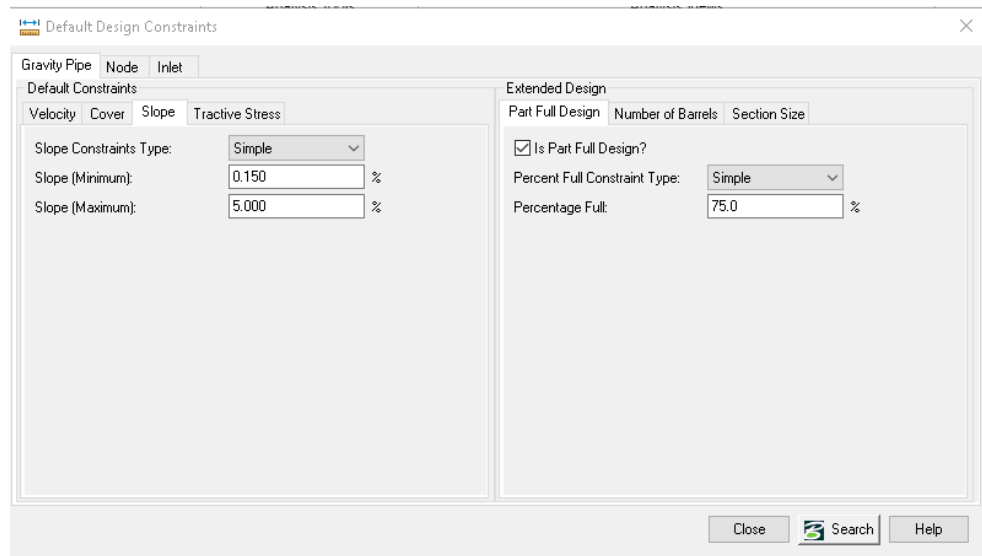 Default Design Constraints
Gravity Pipe Node Inlet
Default Constraints
Velocity Cover Slope Tractive Stress
Slope Constraints Type: Simple
Slope (Minimum): 0.150 %
Slope (Maximum): 5.000 %
Extended Design
Part Full Design Number of Barrels Section Size
Is Part Full Design?
Percent Full Constraint Type: Simple
Percentage Full: 75.0 %
Close Search Help